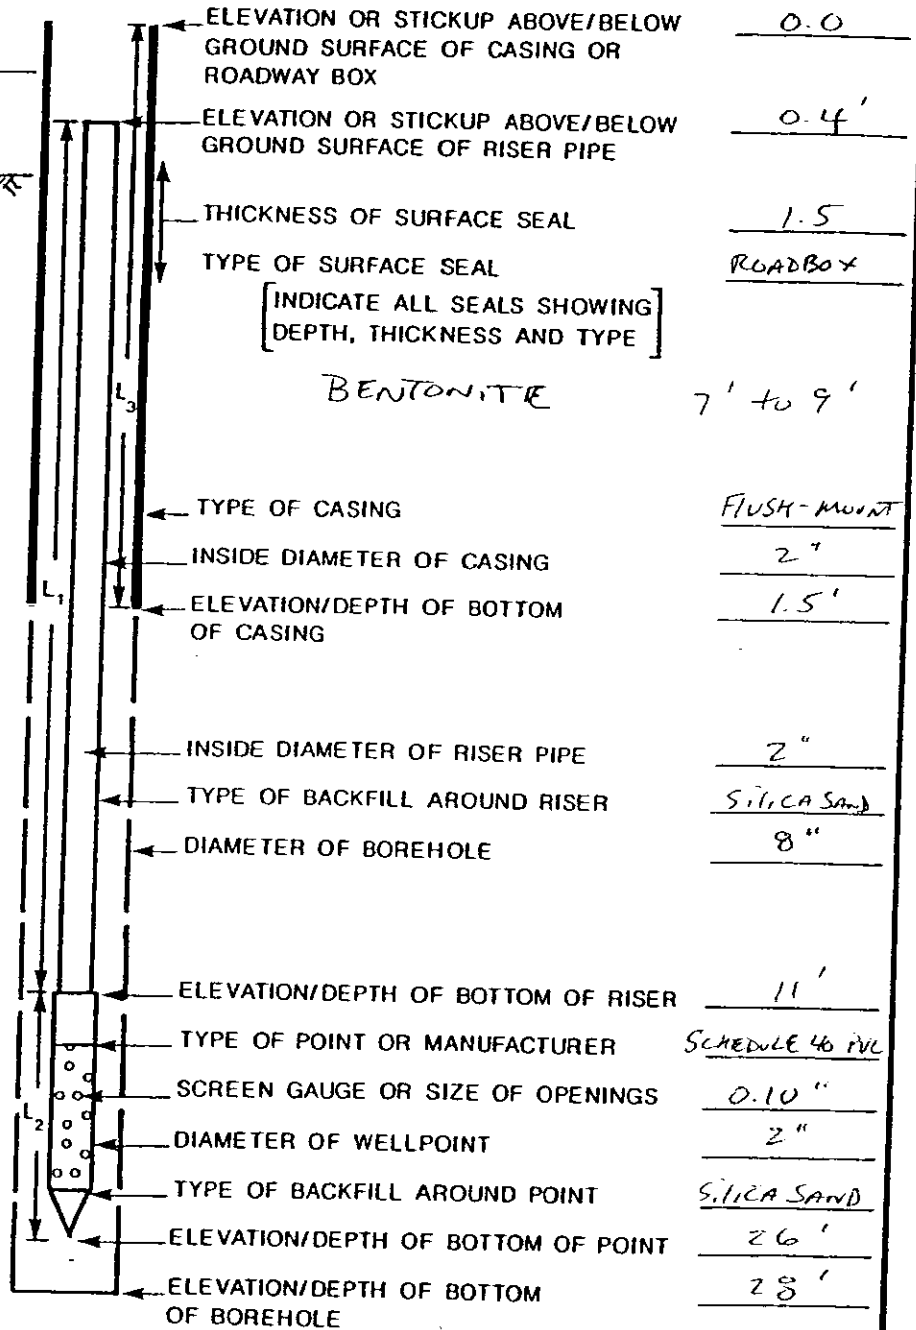 ELEVATION OR STICKUP ABOVE/BELOW 0.0
GROUND SURFACE OF CASING OR
ROADWAY BOX
ELEVATION OR STICKUP ABOVE/BELOW 0.4'
GROUND SURFACE OF RISER PIPE
THICKNESS OF SURFACE SEAL 1.5
TYPE OF SURFACE SEAL ROADBOX
[INDICATE ALL SEALS SHOWING
DEPTH, THICKNESS AND TYPE]
BENTONITE 7' to 9'
L3
TYPE OF CASING FLUSH-MOUNT
INSIDE DIAMETER OF CASING 2"
L1
ELEVATION/DEPTH OF BOTTOM 1.5'
OF CASING
INSIDE DIAMETER OF RISER PIPE 2"
TYPE OF BACKFILL AROUND RISER SILICA SAND
DIAMETER OF BOREHOLE 8"
ELEVATION/DEPTH OF BOTTOM OF RISER 11'
TYPE OF POINT OR MANUFACTURER SCHEDULE 40 PVC
SCREEN GAUGE OR SIZE OF OPENINGS 0.10"
L2
DIAMETER OF WELLPOINT 2"
TYPE OF BACKFILL AROUND POINT SILICA SAND
ELEVATION/DEPTH OF BOTTOM OF POINT 26'
ELEVATION/DEPTH OF BOTTOM 28'
OF BOREHOLE